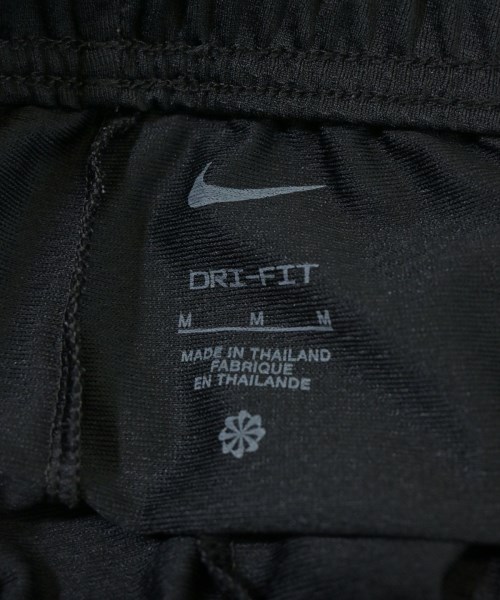 DRI-FIT
M M M
MADE IN THAILAND
FABRIQUE
EN THAILANDE